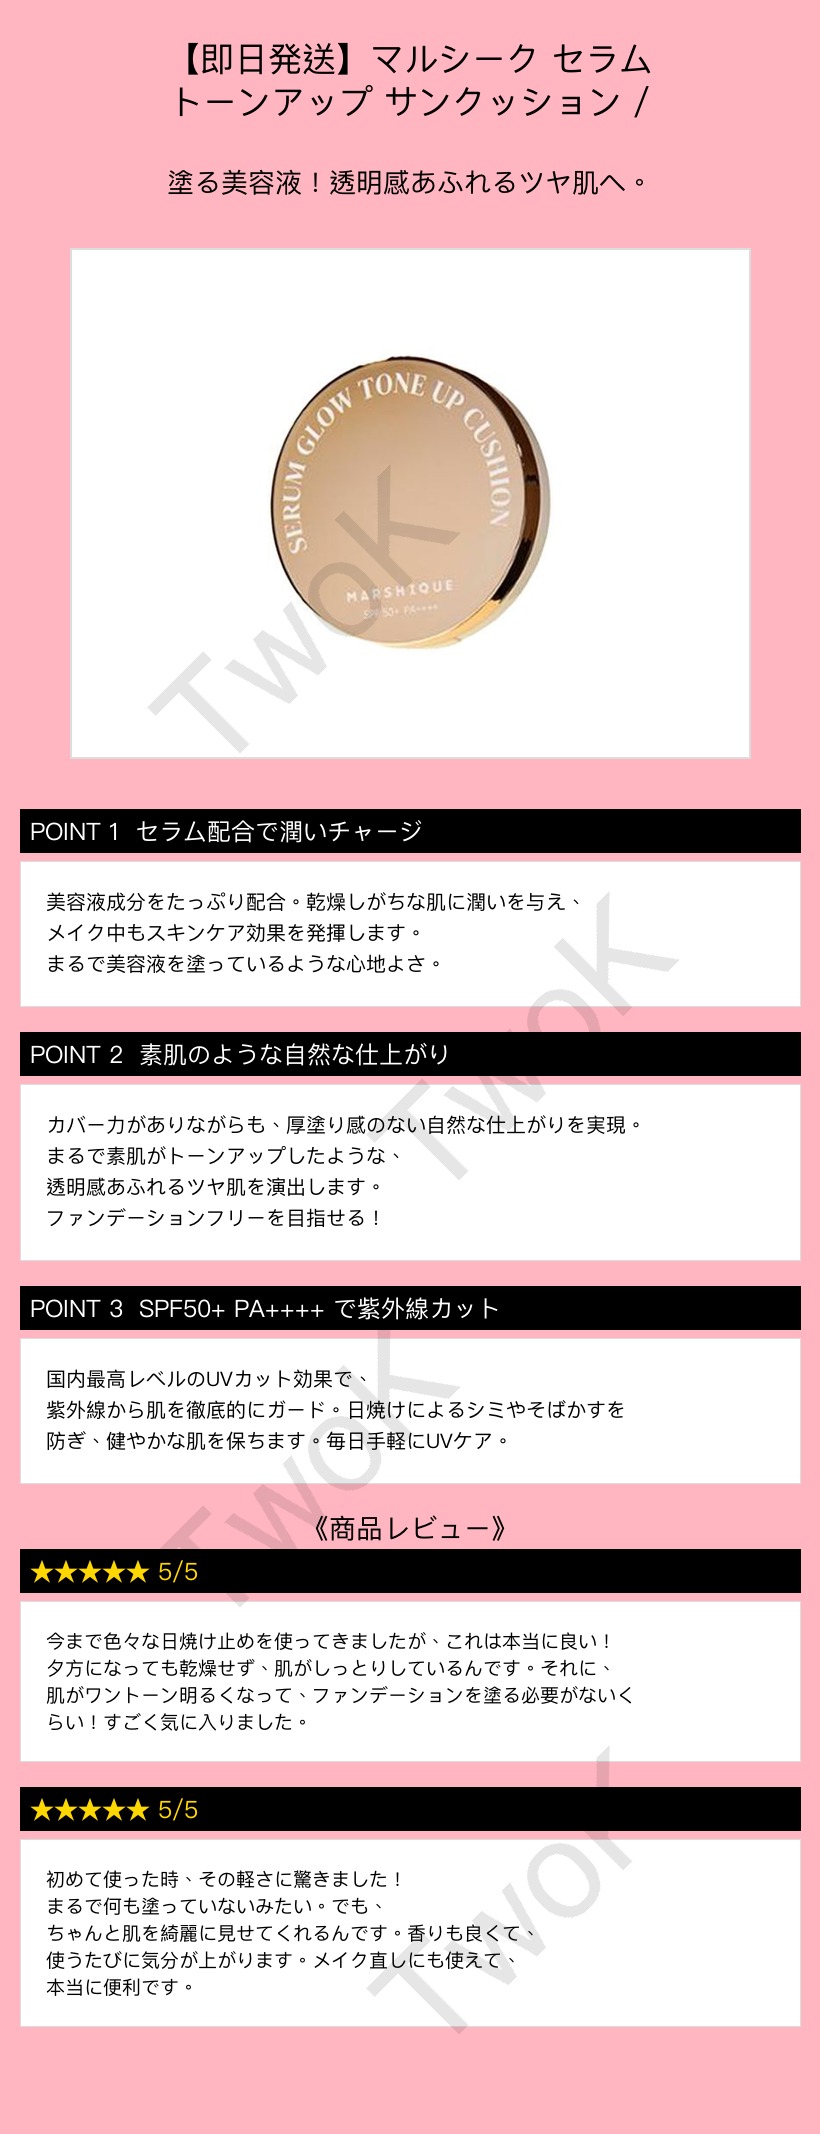 【即日発送】マルシーク セラム
トーンアップ サンクッション /
塗る美容液！透明感あふれるツヤ肌へ。
SERUM GLOW TONE UP CUSHION
MARSHIQUE
SPF 50+ PA++++
TwoK
POINT 1 セラム配合で潤いチャージ
美容液成分をたっぷり配合。乾燥しがちな肌に潤いを与え、
メイク中もスキンケア効果を発揮します。
まるで美容液を塗っているような心地よさ。
TwoK
POINT 2 素肌のような自然な仕上がり
カバー力がありながらも、厚塗り感のない自然な仕上がりを実現。
まるで素肌がトーンアップしたような、
透明感あふれるツヤ肌を演出します。
ファンデーションフリーを目指せる！
POINT 3 SPF50+ PA++++ で紫外線カット
国内最高レベルのUVカット効果で、
紫外線から肌を徹底的にガード。日焼けによるシミやそばかすを
防ぎ、健やかな肌を保ちます。毎日手軽にUVケア。
TwoK
《商品レビュー》
★★★★★ 5/5
今まで色々な日焼け止めを使ってきましたが、これは本当に良い！
夕方になっても乾燥せず、肌がしっとりしているんです。それに、
肌がワントーン明るくなって、ファンデーションを塗る必要がないく
らい！すごく気に入りました。
★★★★★ 5/5
初めて使った時、その軽さに驚きました！
まるで何も塗っていないみたい。でも、
ちゃんと肌を綺麗に見せてくれるんです。香りも良くて、
使うたびに気分が上がります。メイク直しにも使えて、
本当に便利です。
TwoK